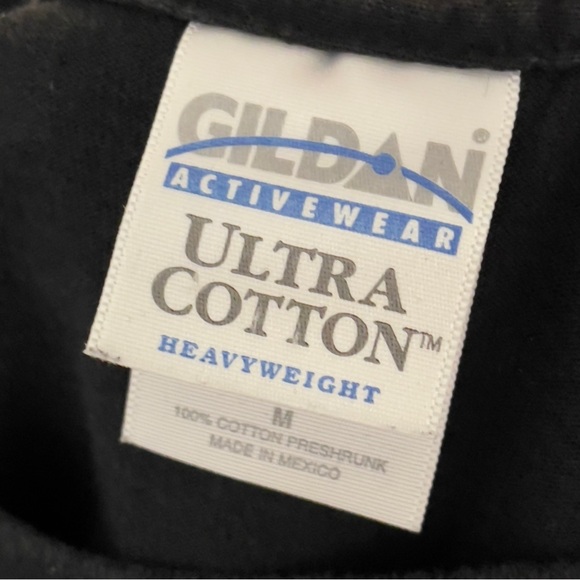 GILDAN®
ACTIVEWEAR
ULTRA
COTTON™
HEAVYWEIGHT
M
100% COTTON PRESHRUNK
MADE IN MEXICO